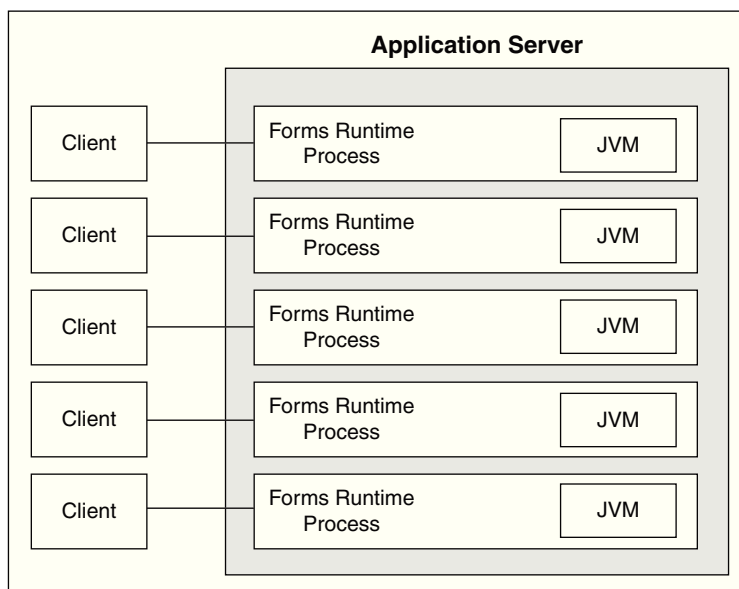 Application Server
Client
Forms Runtime
Process
JVM
Client
Forms Runtime
Process
JVM
Client
Forms Runtime
Process
JVM
Client
Forms Runtime
Process
JVM
Client
Forms Runtime
Process
JVM